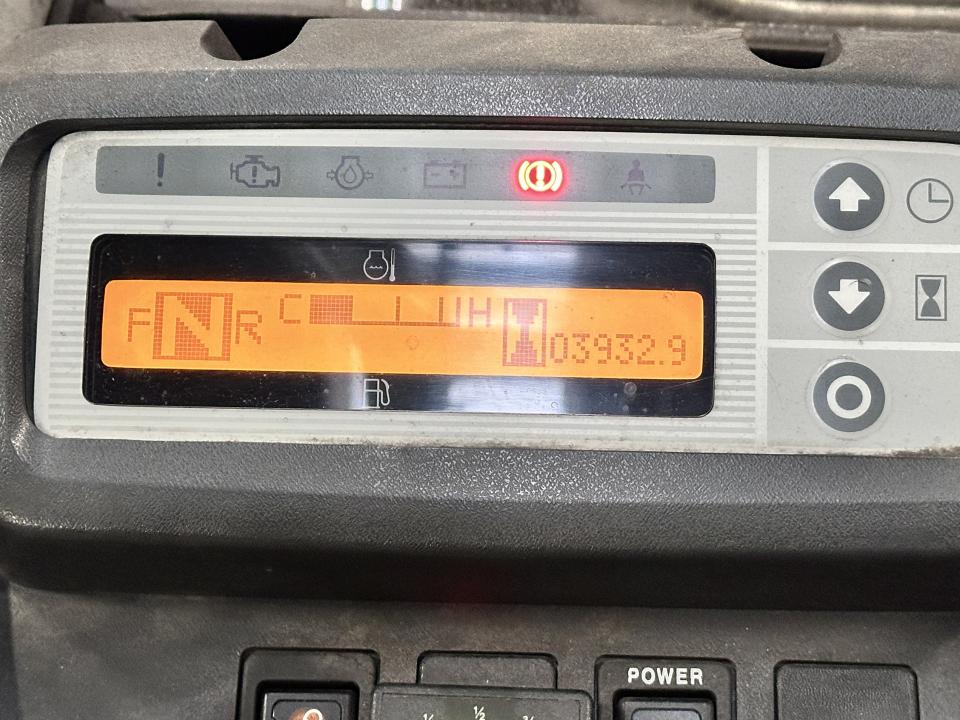 F N R C H
03932.9
POWER
½